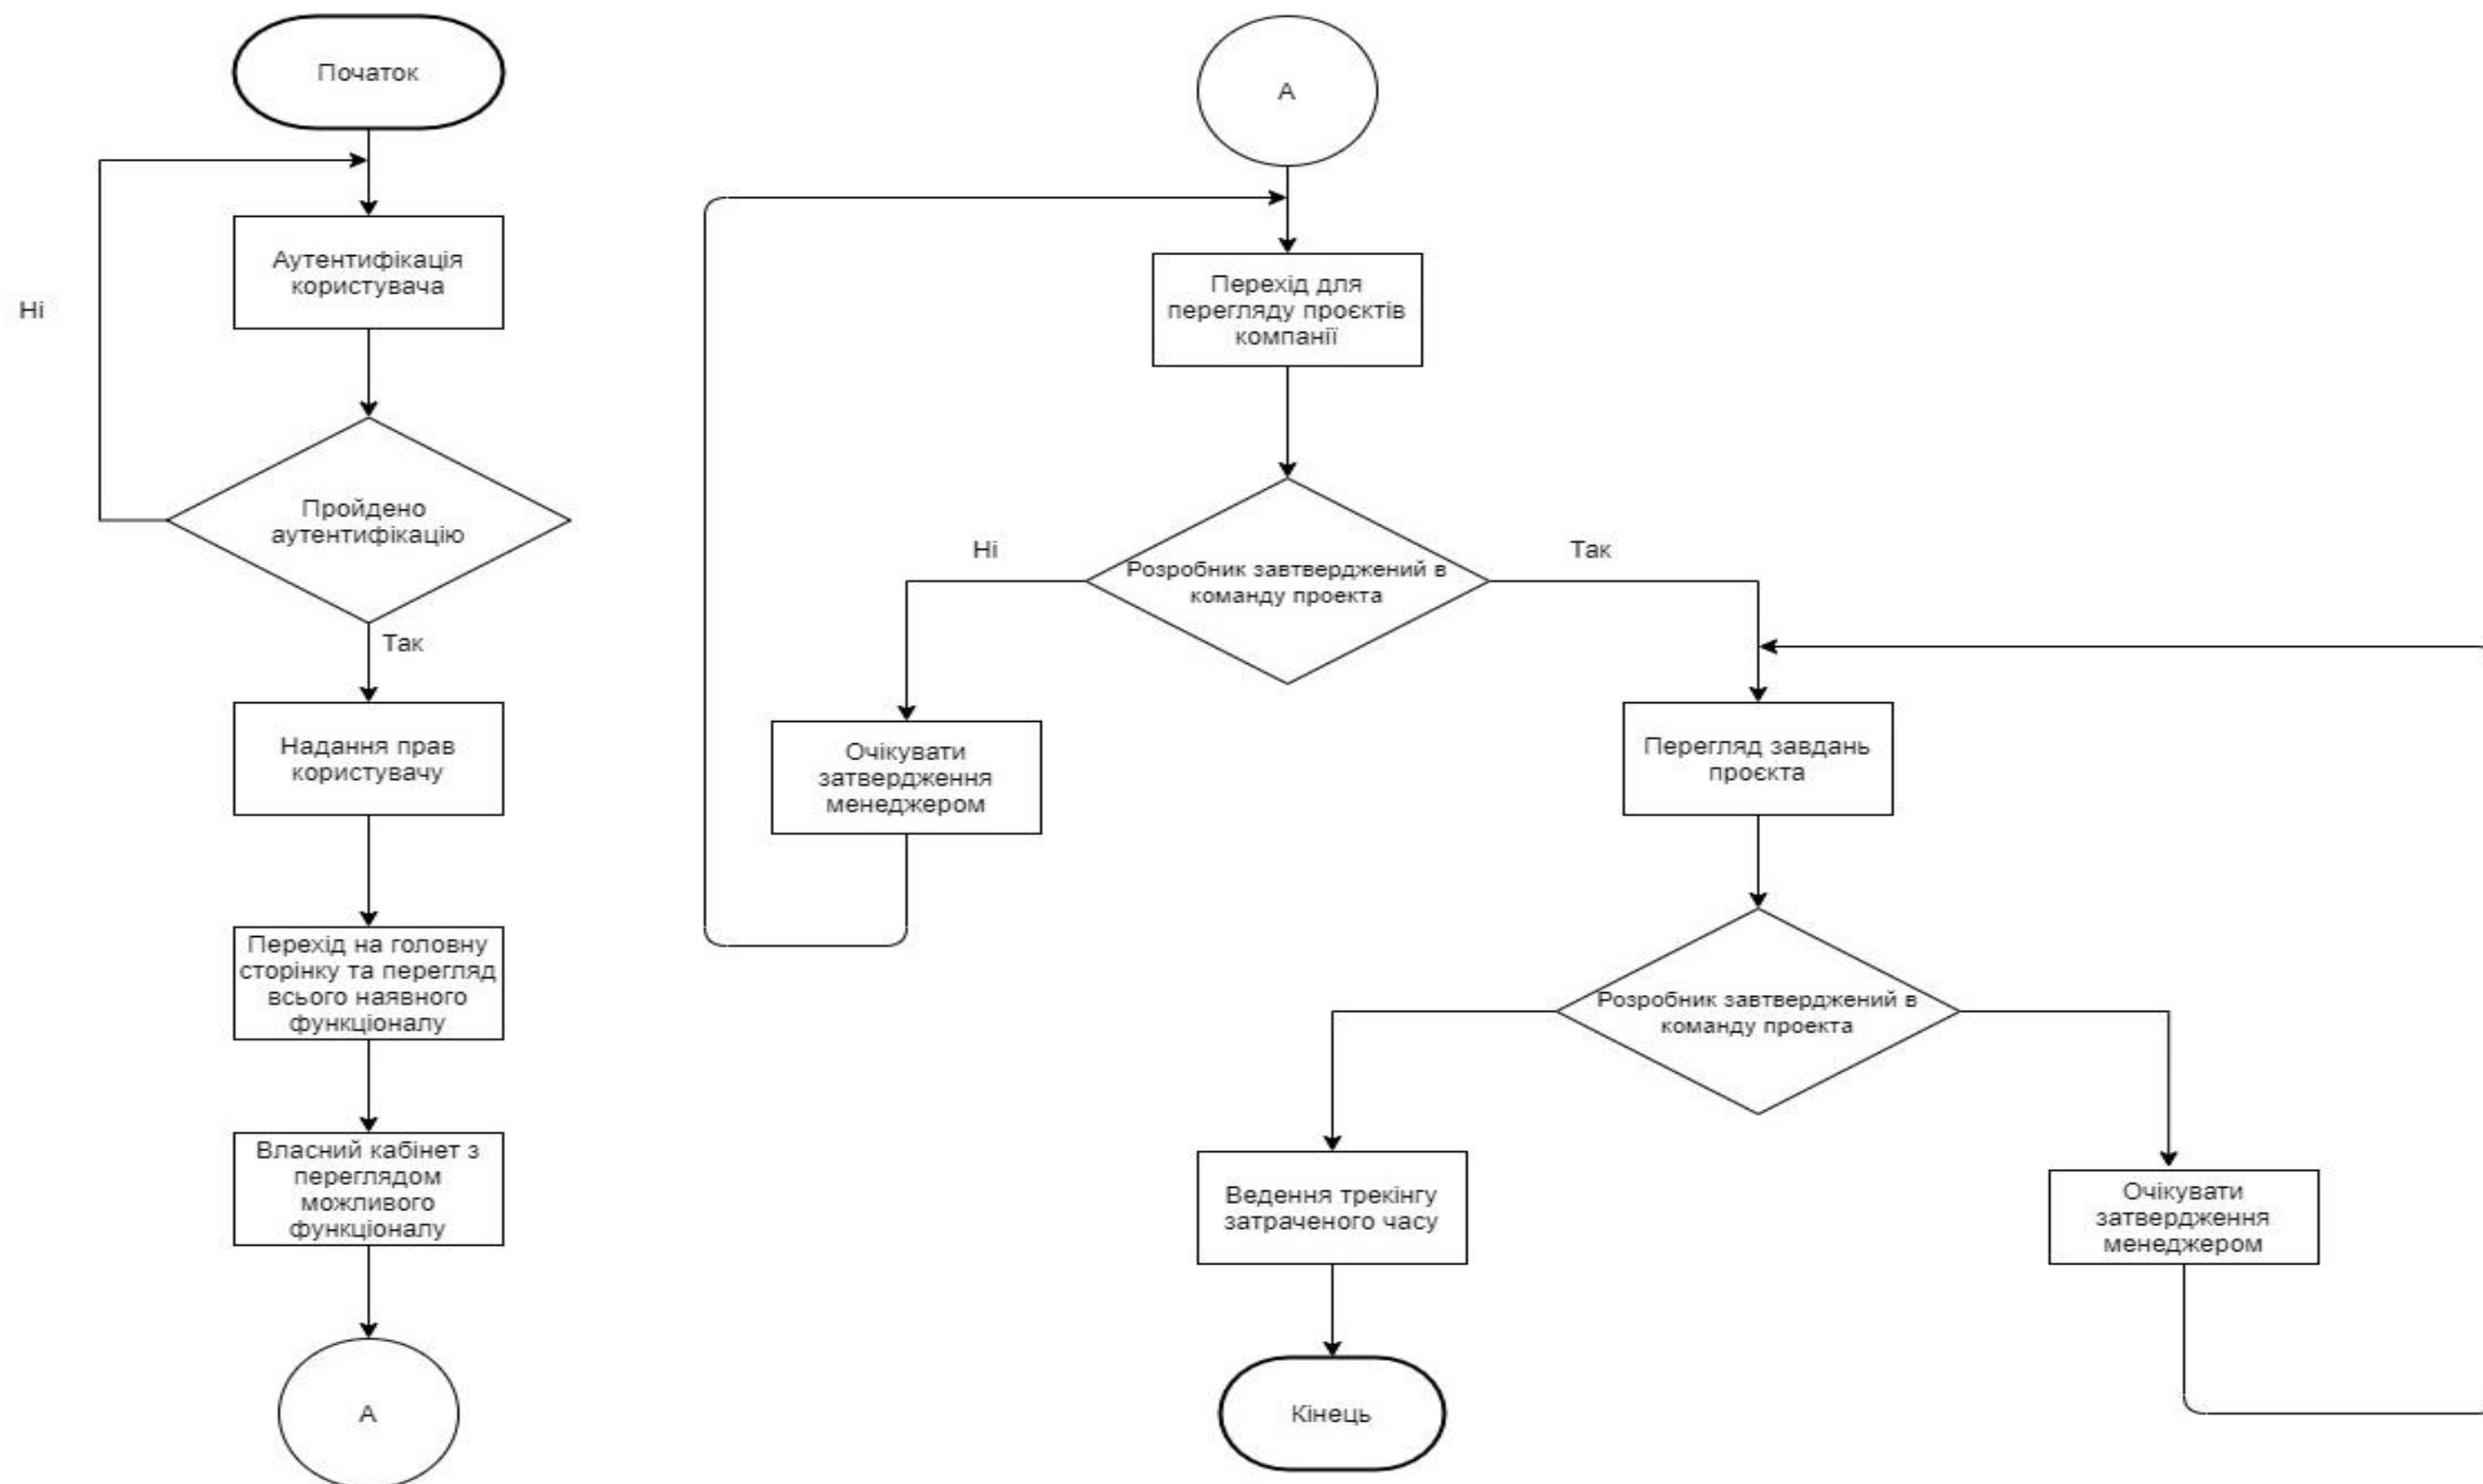 Початок
Аутентифікація
користувача
Ні
Пройдено
аутентифікацію
Так
Надання прав
користувачу
Перехід на головну
сторінку та перегляд
всього наявного
функціоналу
Власний кабінет з
переглядом
можливого
функціоналу
А
А
Перехід для
перегляду проєктів
компанії
Розробник завтверджений в
команду проекта
Ні
Так
Очікувати
затвердження
менеджером
Перегляд завдань
проєкта
Розробник завтверджений в
команду проекта
Ведення трекінгу
затраченого часу
Очікувати
затвердження
менеджером
Кінець